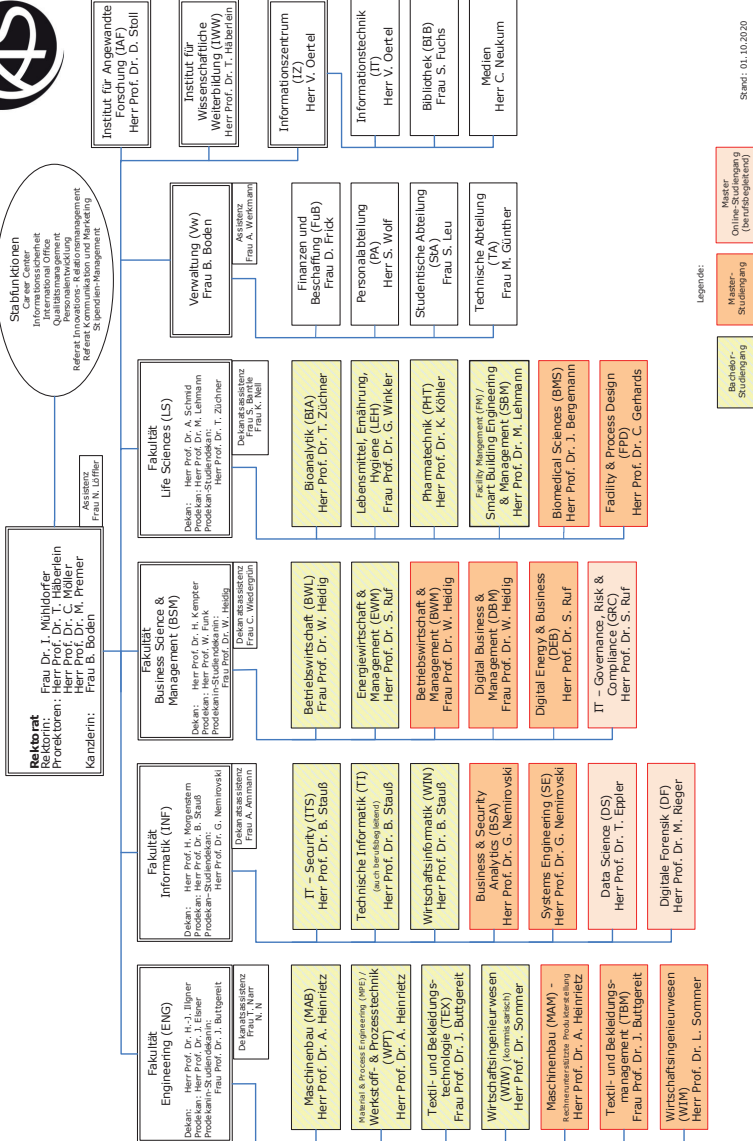 Rektorat
Rektorin: Frau Dr. I. Mühldorfer
Prorektoren: Herr Prof. Dr. T. Häberlein
Herr Prof. Dr. C. Möller
Herr Prof. Dr. M. Premer
Kanzlerin: Frau B. Boden
Assistenz
Frau N. Löffler
Stabfunktionen
Career Center
Informationssicherheit
International Office
Qualitätsmanagement
Personalentwicklung
Referat Innovations- Relationsmanagement
Referat Kommunikation und Marketing
Stipendien-Management
Fakultät
Engineering (ENG)
Dekan: Herr Prof. Dr. H.-J. Illgner
Prodekan: Herr Prof. Dr. J. Elsner
Prodekanin-Studiendekanin:
Frau Prof. Dr. J. Buttgereit
Dekanatsassistenz
Frau T. Narr
N. N
Maschinenbau (MAB)
Herr Prof. Dr. A. Heinrietz
Material & Process Engineering (MPE) /
Werkstoff- & Prozesstechnik
(WPT)
Herr Prof. Dr. A. Heinrietz
Textil- und Bekleidungs-
technologie (TEX)
Frau Prof. Dr. J. Buttgereit
Wirtschaftsingenieurwesen
(WIW) (kommissarisch)
Herr Prof. Dr. Sommer
Maschinenbau (MAM) -
Rechnerunterstützte Produkterstellung
Herr Prof. Dr. A. Heinrietz
Textil- und Bekleidungs-
management (TBM)
Frau Prof. Dr. J. Buttgereit
Wirtschaftsingenieurwesen
(WIM)
Herr Prof. Dr. L. Sommer
Fakultät
Informatik (INF)
Dekan: Herr Prof. H. Morgenstern
Prodekan: Herr Prof. Dr. B. Stauß
Prodekan-Studiendekan:
Herr Prof. Dr. G. Nemirovski
Dekanatsassistenz
Frau A. Ammann
IT – Security (ITS)
Herr Prof. Dr. B. Stauß
Technische Informatik (TI)
(auch berufsbegleitend)
Herr Prof. Dr. B. Stauß
Wirtschaftsinformatik (WIN)
Herr Prof. Dr. B. Stauß
Business & Security
Analytics (BSA)
Herr Prof. Dr. G. Nemirovski
Systems Engineering (SE)
Herr Prof. Dr. G. Nemirovski
Data Science (DS)
Herr Prof. Dr. T. Eppler
Digitale Forensik (DF)
Herr Prof. Dr. M. Rieger
Fakultät
Business Science &
Management (BSM)
Dekan: Herr Prof. Dr. H. Kempter
Prodekan: Herr Prof. W. Funk
Prodekanin-Studiendekanin:
Frau Prof. Dr. W. Heidig
Dekanatsassistenz
Frau C. Wiedergrün
Betriebswirtschaft (BWL)
Frau Prof. Dr. W. Heidig
Energiewirtschaft &
Management (EWM)
Herr Prof. Dr. S. Ruf
Betriebswirtschaft &
Management (BWM)
Frau Prof. Dr. W. Heidig
Digital Business &
Management (DBM)
Frau Prof. Dr. W. Heidig
Digital Energy & Business
(DEB)
Herr Prof. Dr. S. Ruf
IT – Governance, Risk &
Compliance (GRC)
Herr Prof. Dr. S. Ruf
Fakultät
Life Sciences (LS)
Dekan: Herr Prof. Dr. A. Schmid
Prodekan: Herr Prof. Dr. M. Lehmann
Prodekan-Studiendekan:
Herr Prof. Dr. T. Züchner
Dekanatsassistenz
Frau S. Bantle
Frau K. Nell
Bioanalytik (BIA)
Herr Prof. Dr. T. Züchner
Lebensmittel, Ernährung,
Hygiene (LEH)
Frau Prof. Dr. G. Winkler
Pharmatechnik (PHT)
Herr Prof. Dr. K. Köhler
Facility Mangement (FM)/
Smart Building Engineering
& Management (SBM)
Herr Prof. Dr. M. Lehmann
Biomedical Sciences (BMS)
Herr Prof. Dr. J. Bergemann
Facility & Process Design
(FPD)
Herr Prof. Dr. C. Gerhards
Verwaltung (Vw)
Frau B. Boden
Assistenz
Frau A. Werkmann
Finanzen und
Beschaffung (FuB)
Frau D. Frick
Personalabteilung
(PA)
Herr S. Wolf
Studentische Abteilung
(StA)
Frau S. Leu
Technische Abteilung
(TA)
Frau M. Günther
Institut für Angewandte
Forschung (IAF)
Herr Prof. Dr. D. Stoll
Institut für
Wissenschaftliche
Weiterbildung (IWW)
Herr Prof. Dr. T. Häberlein
Informationszentrum
(IZ)
Herr V. Oertel
Informationstechnik
(IT)
Herr V. Oertel
Bibliothek (BIB)
Frau S. Fuchs
Medien
Herr C. Neukum
Legende:
Bachelor-
Studiengang
Master-
Studiengang
Master
Online-Studiengang
(berufsbegleitend)
Stand: 01.10.2020